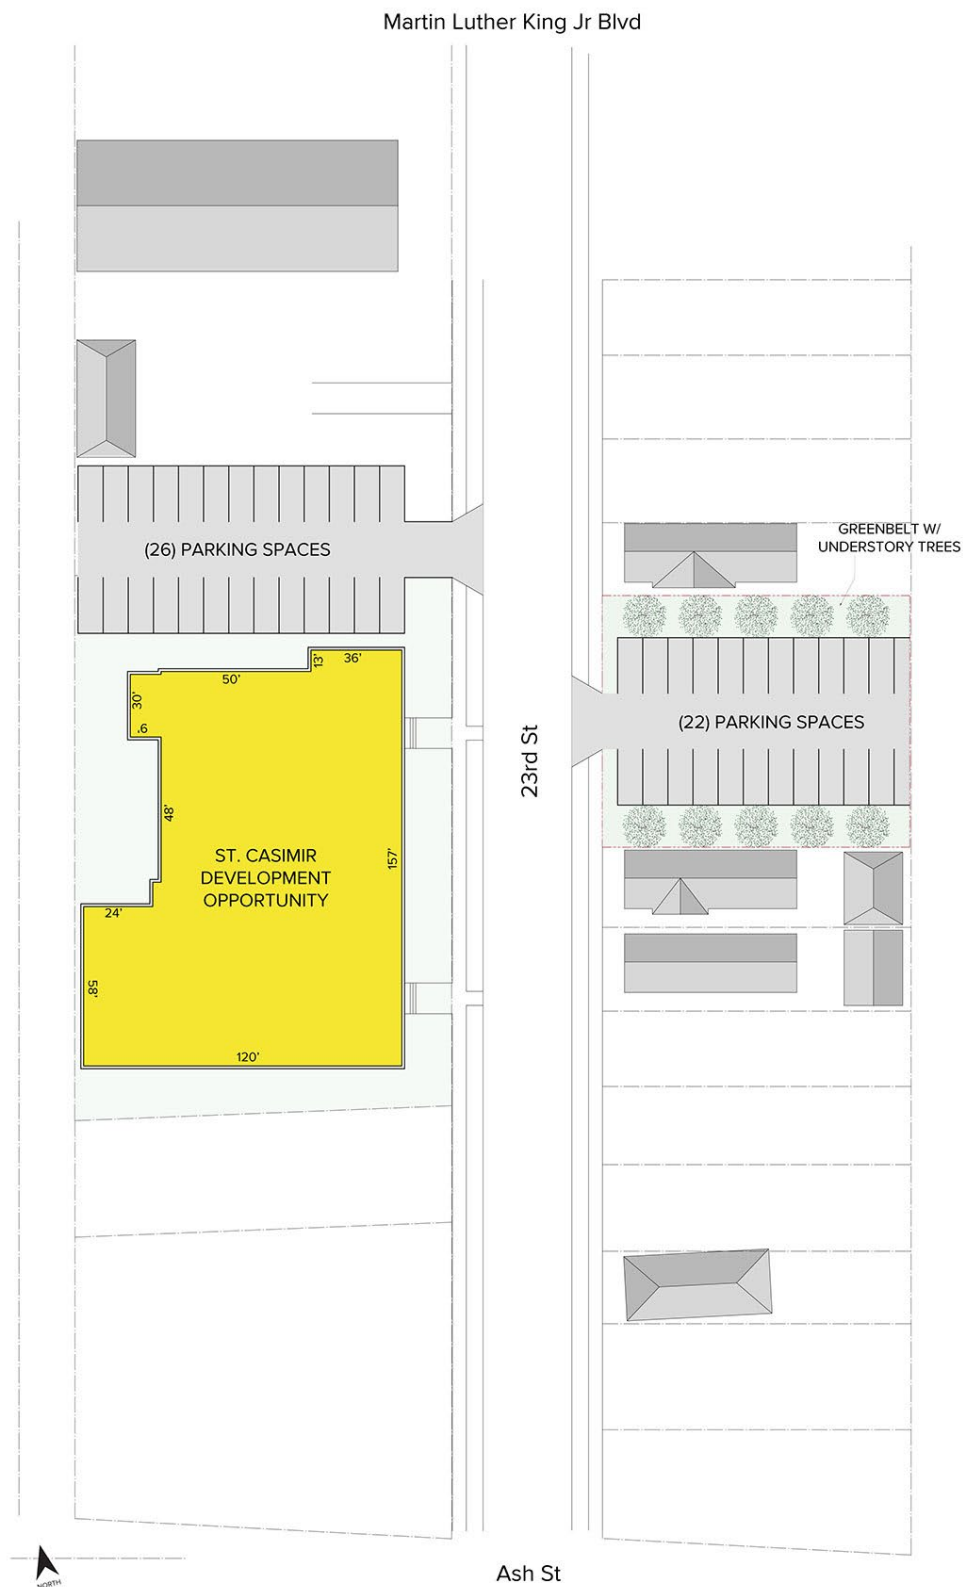 Martin Luther King Jr Blvd
(26) PARKING SPACES
GREENBELT W/
UNDERSTORY TREES
36'
13'
50'
30'
9'
(22) PARKING SPACES
23rd St
48'
157'
ST. CASIMIR
DEVELOPMENT
OPPORTUNITY
24'
58'
120'
Ash St
NORTH